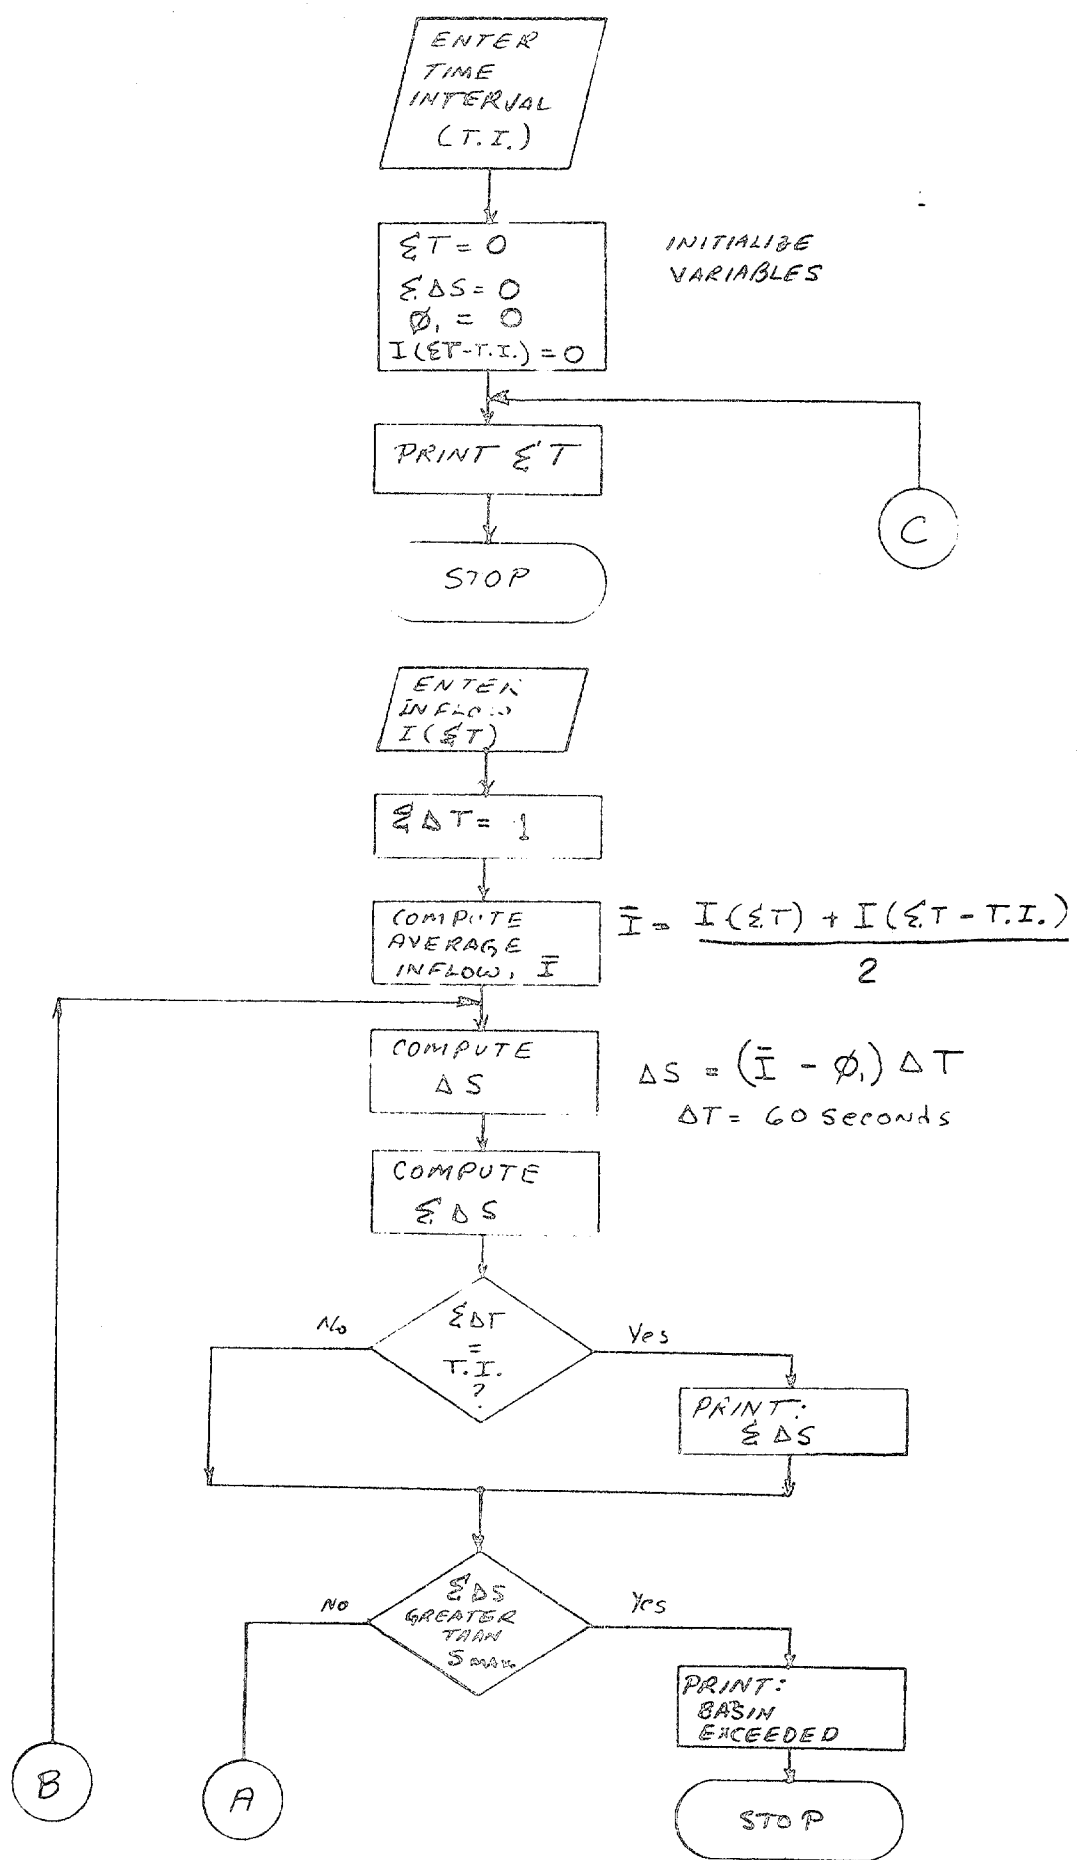 ENTER
TIME
INTERVAL
(T.I.)
ΣT = 0
ΣΔS = 0
Ø₁ = 0
I(ΣT-T.I.) = 0
INITIALIZE
VARIABLES
PRINT ΣT
C
STOP
ENTER
INFLOW
I(ΣT)
ΣΔT = 1
COMPUTE
AVERAGE
INFLOW, Ī
Ī = I(ΣT) + I(ΣT - T.I.)
2
COMPUTE
ΔS
ΔS = (Ī - Ø₁) ΔT
ΔT = 60 seconds
COMPUTE
ΣΔS
No
ΣΔT
=
T.I.
?
Yes
PRINT:
ΣΔS
NO
ΣΔS
GREATER
THAN
S MAX.
Yes
PRINT:
BASIN
EXCEEDED
B
A
STOP